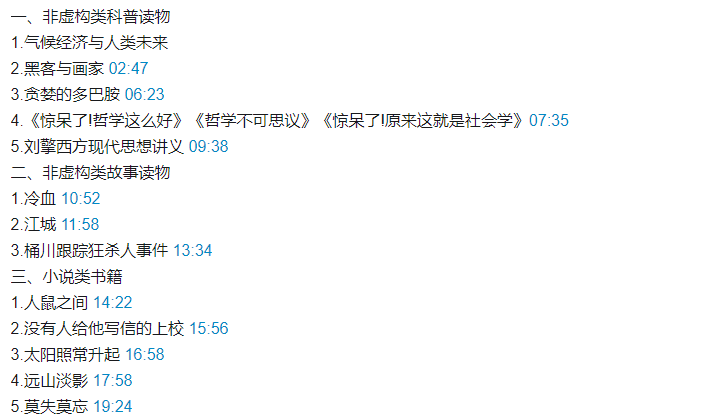 一、非虚构类科普读物
1.气候经济与人类未来
2.黑客与画家 02:47
3.贪婪的多巴胺 06:23
4.《惊呆了!哲学这么好》《哲学不可思议》《惊呆了!原来这就是社会学》07:35
5.刘擎西方现代思想讲义 09:38
二、非虚构类故事读物
1.冷血 10:52
2.江城 11:58
3.桶川跟踪狂杀人事件 13:34
三、小说类书籍
1.人鼠之间 14:22
2.没有人给他写信的上校 15:56
3.太阳照常升起 16:58
4.远山淡影 17:58
5.莫失莫忘 19:24